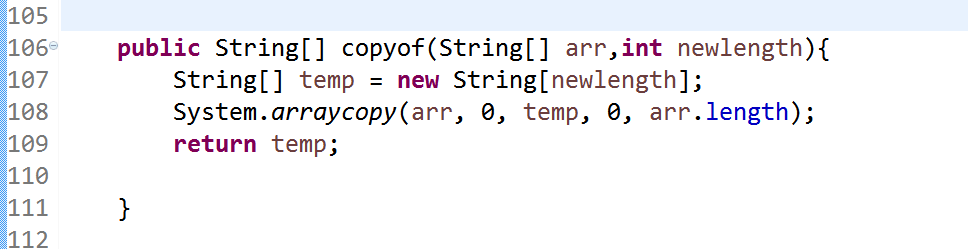 105
106 public String[] copyof(String[] arr,int newlength){
107 String[] temp = new String[newlength];
108 System.arraycopy(arr, 0, temp, 0, arr.length);
109 return temp;
110
111 }
112